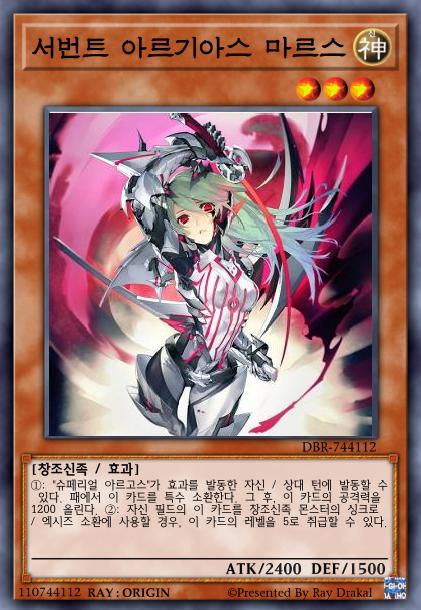 서번트 아르기아스 마르스
신
神
DBR-744112
[창조신족 / 효과]
①: "슈페리얼 아르고스"가 효과를 발동한 자신 / 상대 턴에 발동할 수
있다. 패에서 이 카드를 특수 소환한다. 그 후, 이 카드의 공격력을
1200 올린다. ②: 자신 필드의 이 카드를 창조신족 몬스터의 싱크로
/ 엑시즈 소환에 사용할 경우, 이 카드의 레벨을 5로 취급할 수 있다.
ATK/2400 DEF/1500
110744112 RAY : ORIGIN ©Presented By Ray Drakal